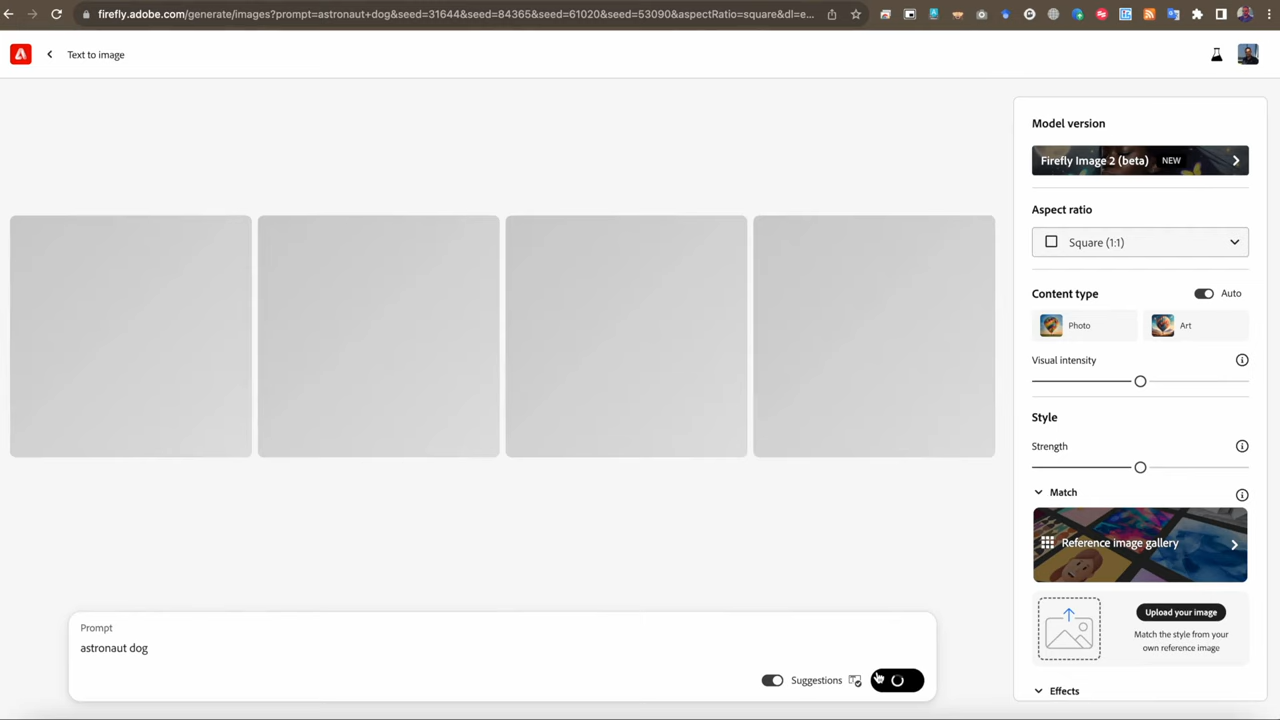 firefly.adobe.com/generate/images?prompt=astronaut+dog&seed=31644&seed=84365&seed=61020&seed=53090&aspectRatio=square&dl=e...
Text to image
Model version
Firefly Image 2 (beta) NEW
Aspect ratio
Square (1:1)
Content type Auto
Photo Art
Visual intensity
Style
Strength
Match
Reference image gallery
Upload your image
Match the style from your
own reference image
Effects
Prompt
astronaut dog
Suggestions